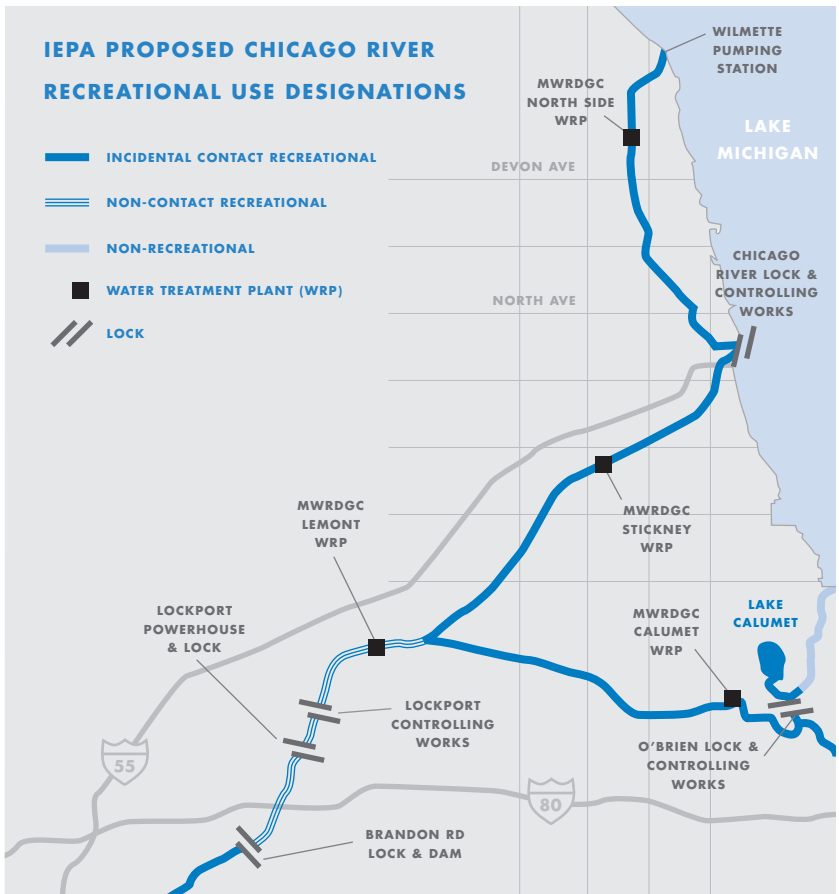 IEPA PROPOSED CHICAGO RIVER
RECREATIONAL USE DESIGNATIONS
INCIDENTAL CONTACT RECREATIONAL
NON-CONTACT RECREATIONAL
NON-RECREATIONAL
WATER TREATMENT PLANT (WRP)
LOCK
WILMETTE
PUMPING
STATION
MWRDGC
NORTH SIDE
WRP
LAKE
MICHIGAN
DEVON AVE
CHICAGO
RIVER LOCK &
CONTROLLING
WORKS
NORTH AVE
MWRDGC
STICKNEY
WRP
MWRDGC
LEMONT
WRP
LOCKPORT
POWERHOUSE
& LOCK
MWRDGC
CALUMET
WRP
LAKE
CALUMET
LOCKPORT
CONTROLLING
WORKS
O'BRIEN LOCK &
CONTROLLING
WORKS
55
80
BRANDON RD
LOCK & DAM